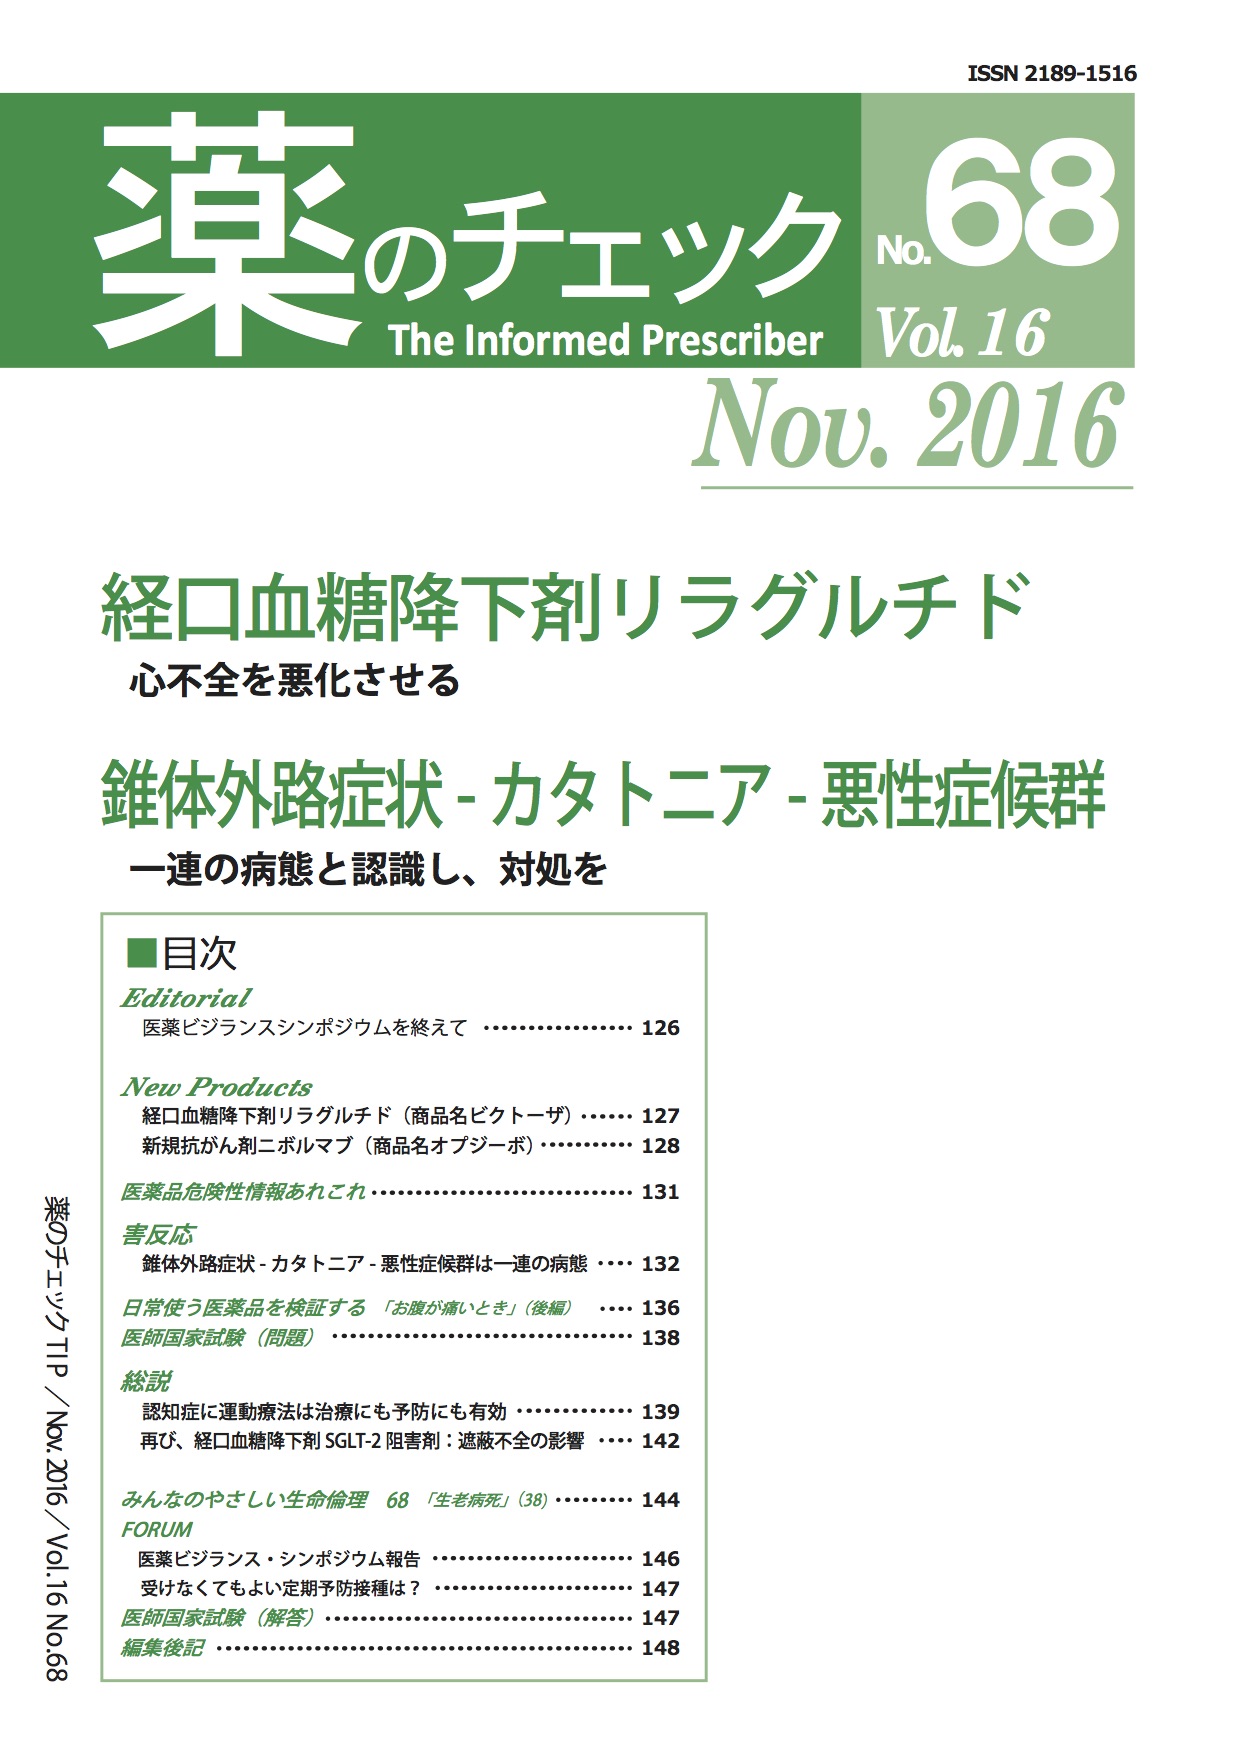 ISSN 2189-1516
薬のチェック
The Informed Prescriber
No.68
Vol.16
Nov. 2016
経口血糖降下剤リラグルチド
心不全を悪化させる
錐体外路症状 - カタトニア - 悪性症候群
一連の病態と認識し、対処を
■目次
Editorial
医薬ビジランスシンポジウムを終えて ················· 126
New Products
経口血糖降下剤リラグルチド（商品名ビクトーザ）······ 127
新規抗がん剤ニボルマブ（商品名オプジーボ）·········· 128
医薬品危険性情報あれこれ····························· 131
害反応
錐体外路症状 - カタトニア - 悪性症候群は一連の病態 ···· 132
日常使う医薬品を検証する 「お腹が痛いとき」（後編） ···· 136
医師国家試験（問題） ·································· 138
総説
認知症に運動療法は治療にも予防にも有効 ············· 139
再び、経口血糖降下剤 SGLT-2 阻害剤：遮蔽不全の影響 ···· 142
みんなのやさしい生命倫理　68 「生老病死」（38)········· 144
FORUM
医薬ビジランス・シンポジウム報告 ······················ 146
受けなくてもよい定期予防接種は？ ······················ 147
医師国家試験（解答）·································· 147
編集後記 ·············································· 148
薬のチェック TIP ／Nov. 2016 ／Vol.16 No.68